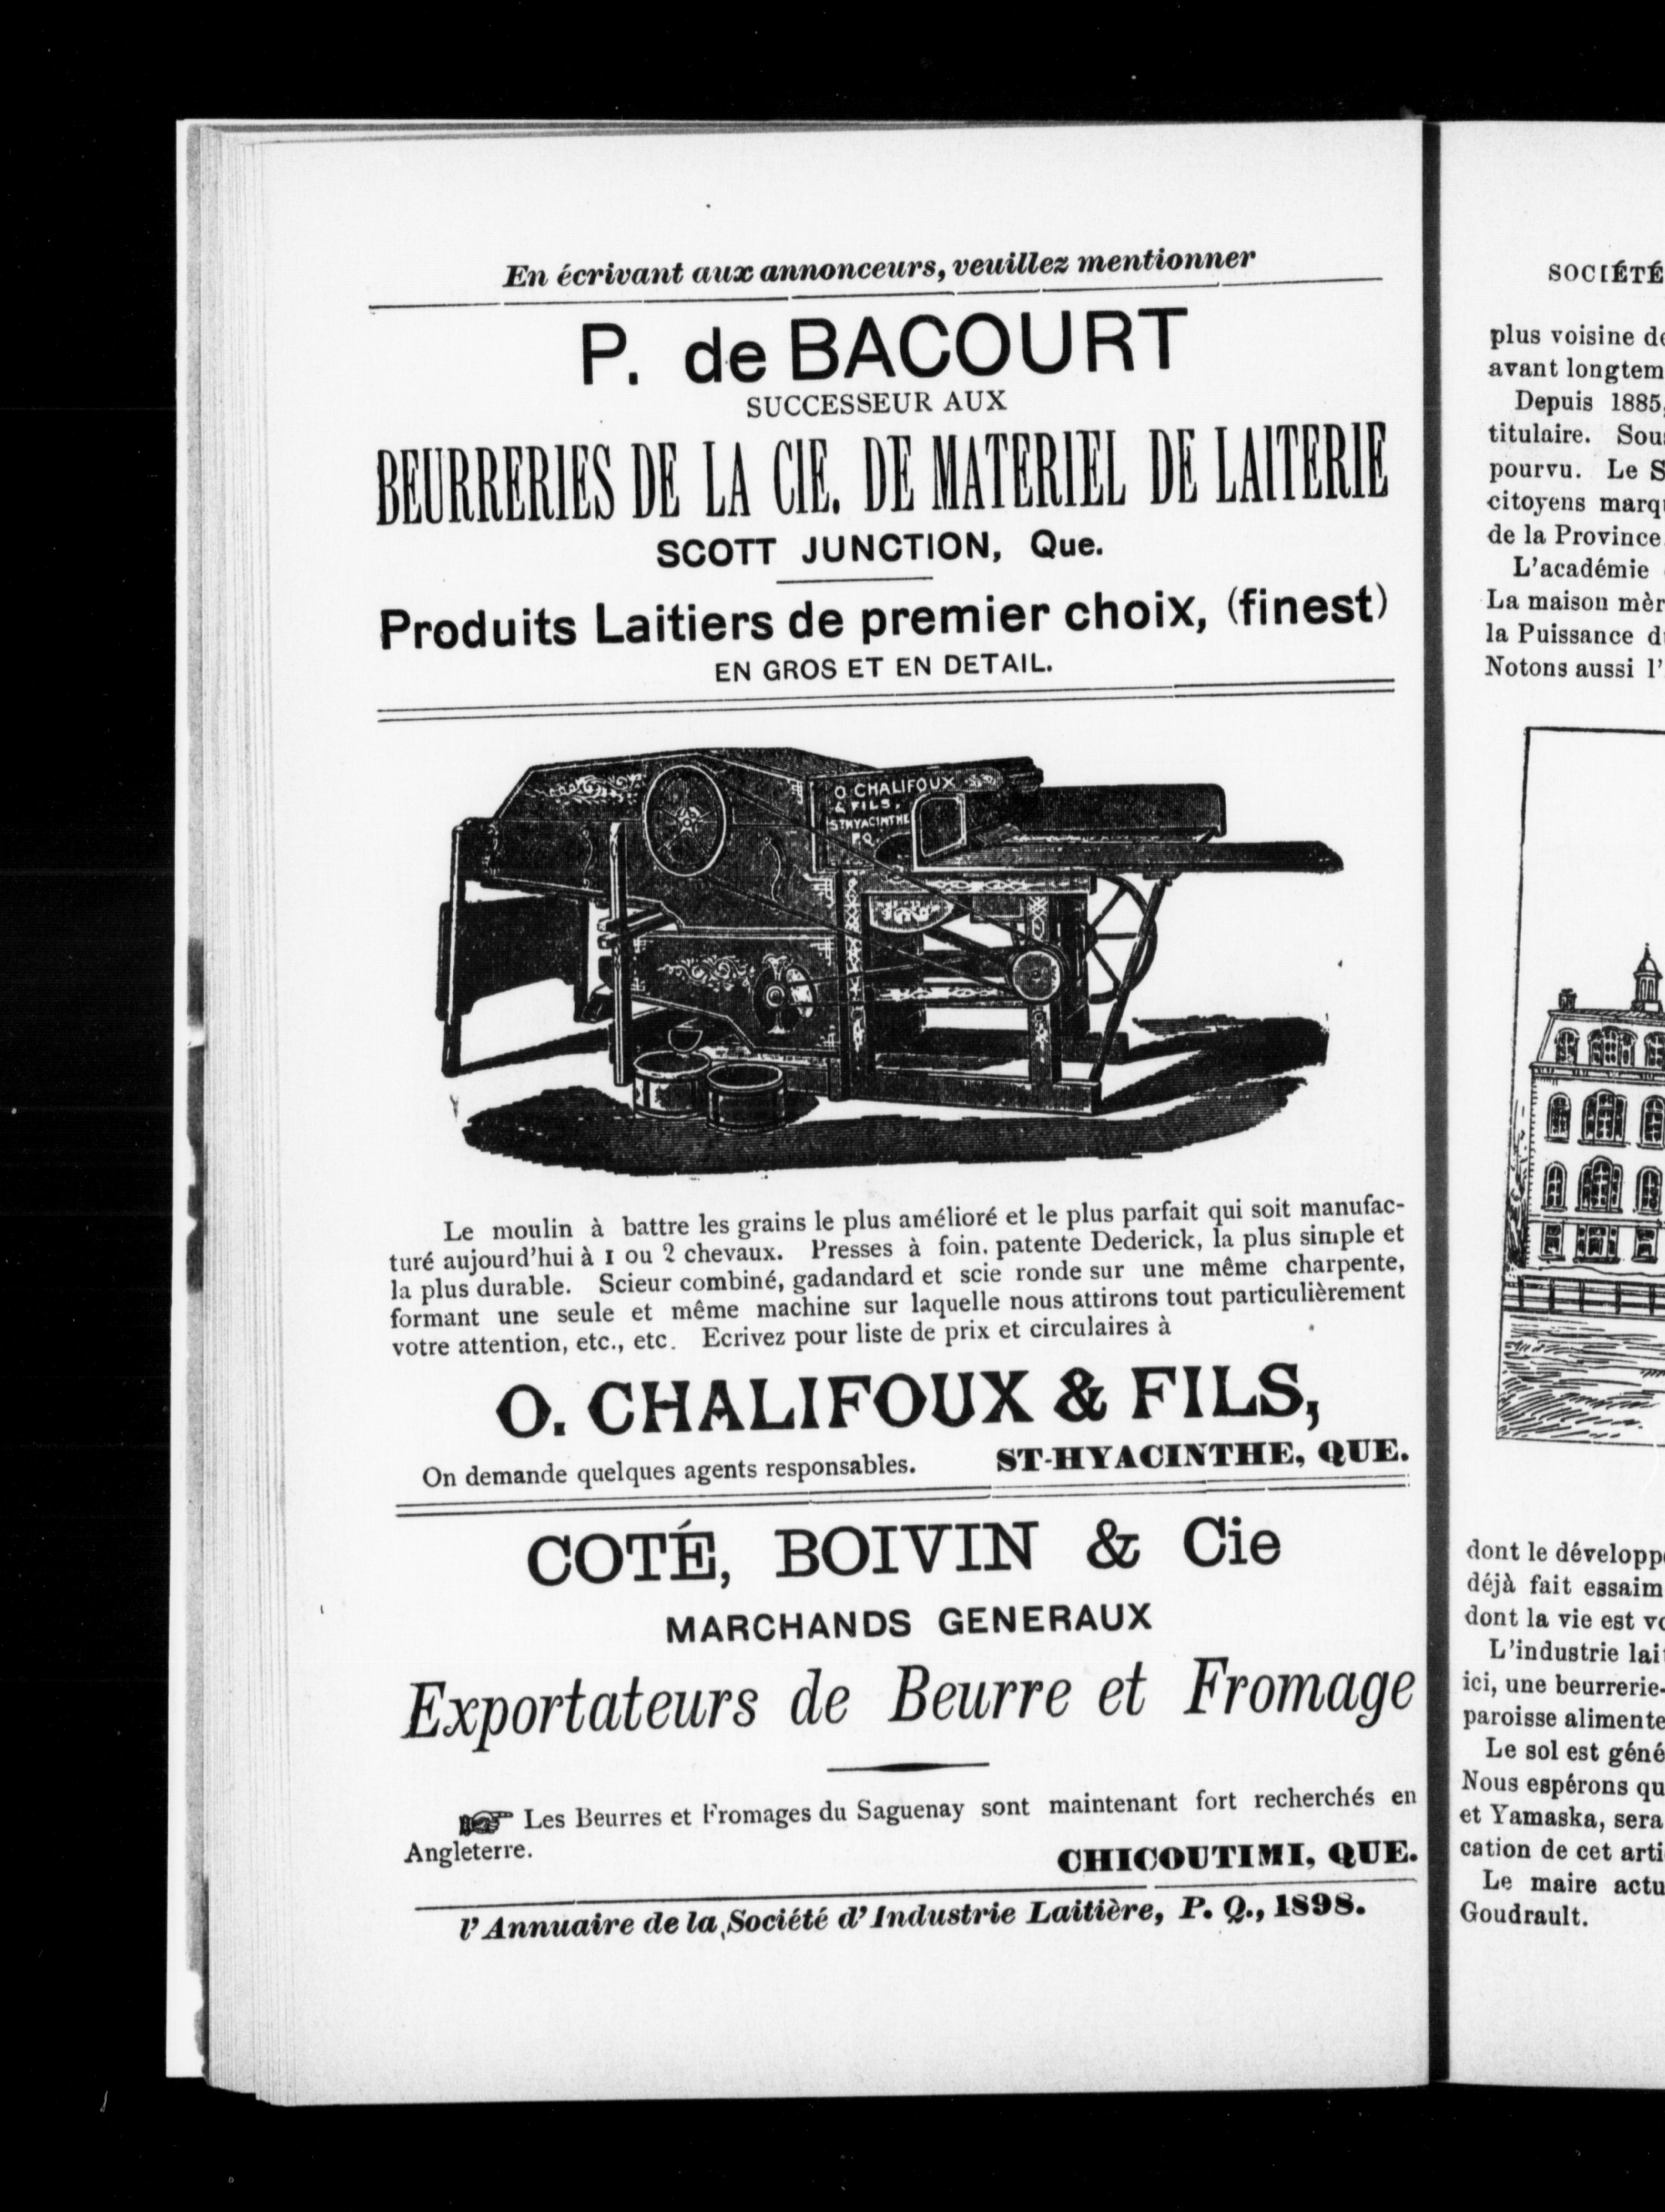 En écrivant aux annonceurs, veuillez mentionner
P. de BACOURT
SUCCESSEUR AUX
BEURRERIES DE LA CIE. DE MATERIEL DE LAITERIE
SCOTT JUNCTION, Que.
Produits Laitiers de premier choix, (finest)
EN GROS ET EN DETAIL.
O CHALIFOUX
& FILS.
ST HYACINTHE
P Q
Le moulin à battre les grains le plus amélioré et le plus parfait qui soit manufac-
turé aujourd'hui à 1 ou 2 chevaux. Presses à foin. patente Dederick, la plus simple et
la plus durable. Scieur combiné, gadandard et scie ronde sur une même charpente,
formant une seule et même machine sur laquelle nous attirons tout particulièrement
votre attention, etc., etc. Ecrivez pour liste de prix et circulaires à
O. CHALIFOUX & FILS,
On demande quelques agents responsables. ST-HYACINTHE, QUE.
COTÉ, BOIVIN & Cie
MARCHANDS GENERAUX
Exportateurs de Beurre et Fromage
☞ Les Beurres et Fromages du Saguenay sont maintenant fort recherchés en
Angleterre.
CHICOUTIMI, QUE.
l'Annuaire de la Société d'Industrie Laitière, P. Q., 1898.
SOCIÉTÉ
plus voisine de
avant longtem
Depuis 1885,
titulaire. Sou
pourvu. Le S
citoyens marq
de la Province
L'académie
La maison mèr
la Puissance d
Notons aussi l'
dont le développ
déjà fait essaim
dont la vie est vo
L'industrie lai
ici, une beurrerie-
paroisse alimente
Le sol est géné
Nous espérons qu
et Yamaska, sera
cation de cet arti
Le maire actu
Goudrault.